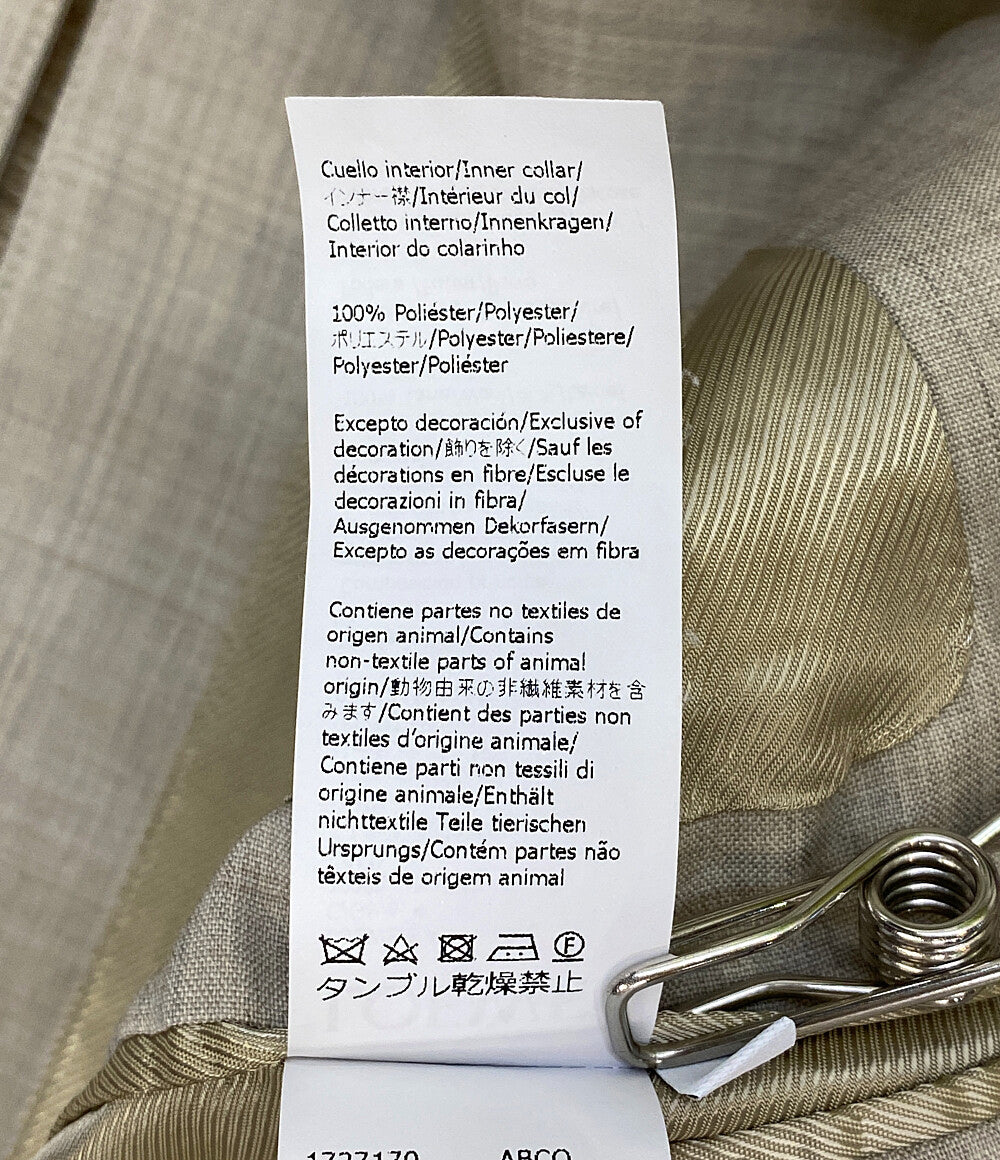 Cuello interior/Inner collar/
インナー襟/Intérieur du col/
Colletto interno/Innenkragen/
Interior do colarinho
100% Poliéster/Polyester/
ポリエステル/Polyester/Poliestere/
Polyester/Poliéster
Excepto decoración/Exclusive of
decoration/飾りを除く/Sauf les
décorations en fibre/Escluse le
decorazioni in fibra/
Ausgenommen Dekorfasern/
Excepto as decorações em fibra
Contiene partes no textiles de
origen animal/Contains
non-textile parts of animal
origin/動物由来の非繊維素材を含
みます/Contient des parties non
textiles d'origine animale/
Contiene parti non tessili di
origine animale/Enthält
nichttextile Teile tierischen
Ursprungs/Contém partes não
têxteis de origem animal
F
タンブル乾燥禁止
1727170 ABCO